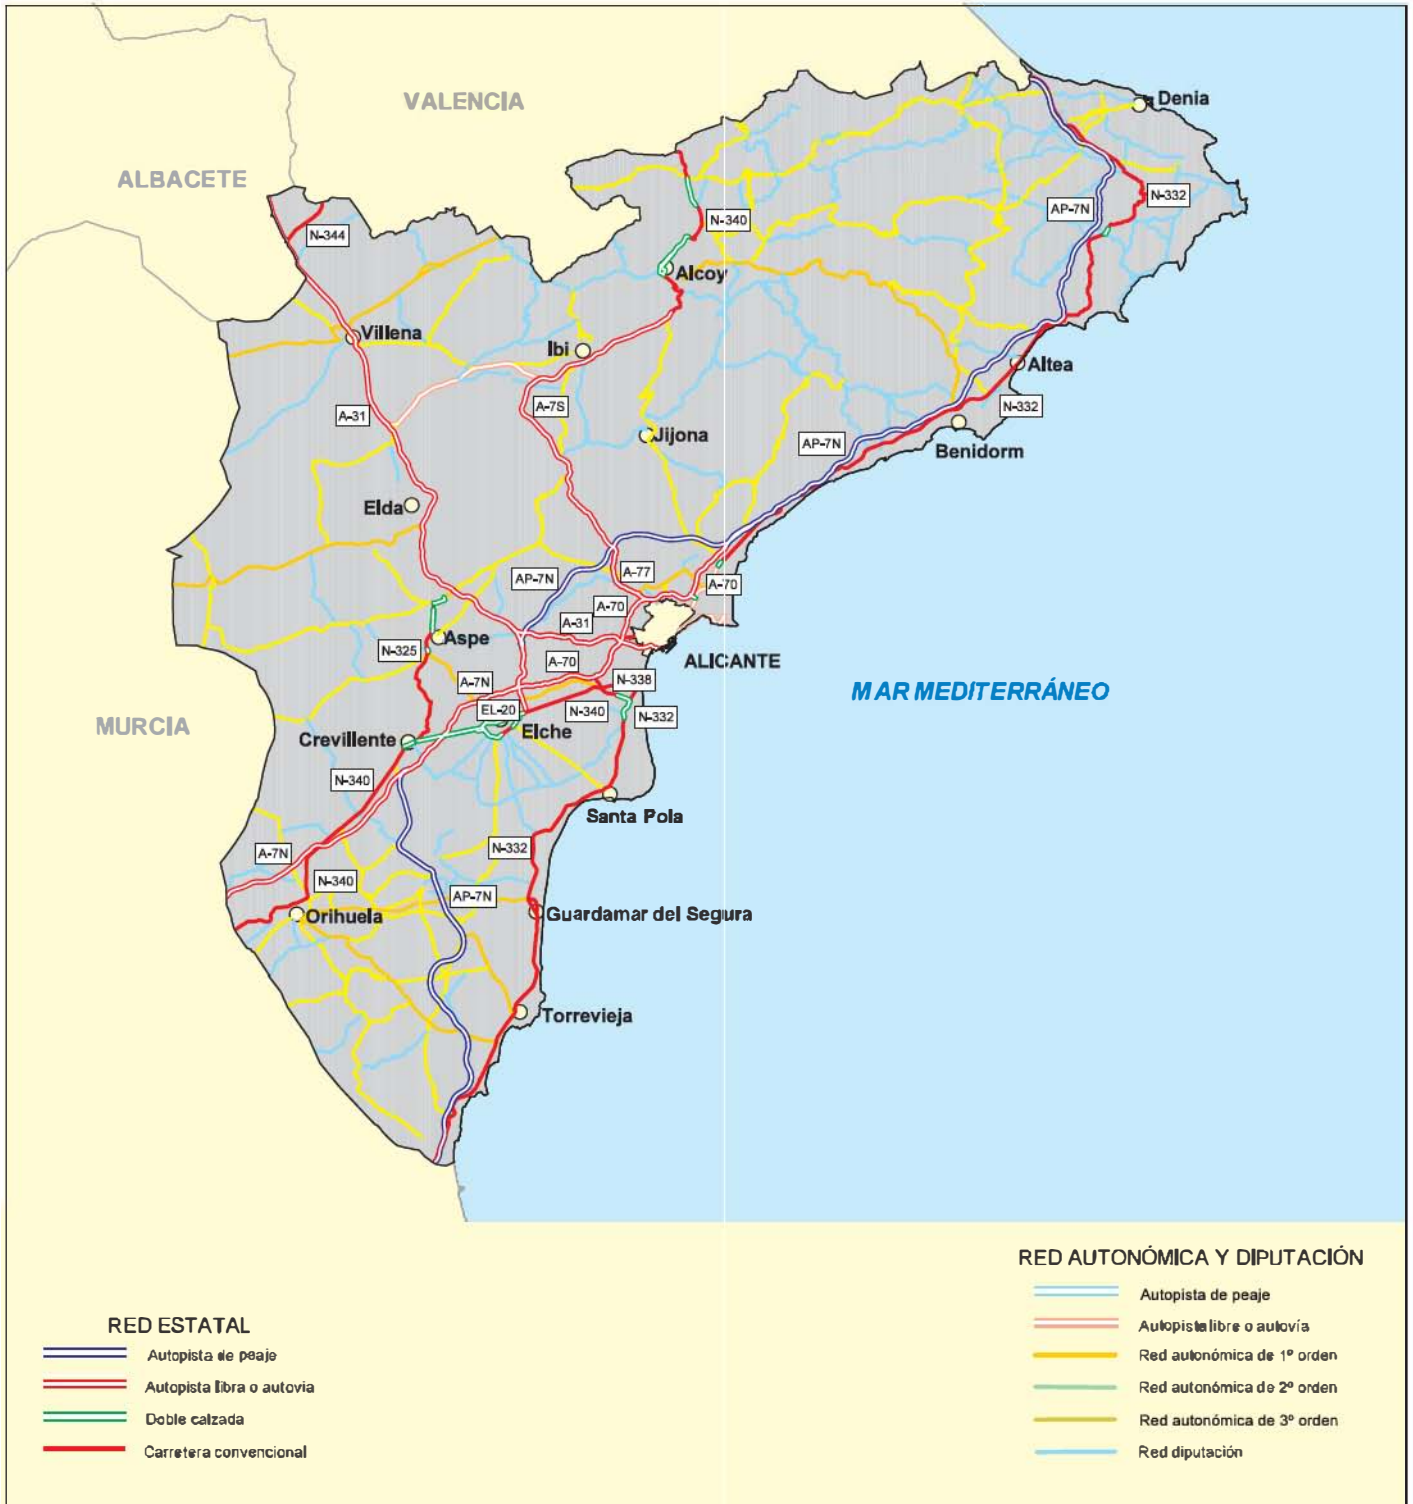 VALENCIA
Denia
ALBACETE
N-332
AP-7N
N-340
N-344
Alcoy
Villena
Ibi
Altea
A-31
A-7S
N-332
Jijona
AP-7N
Benidorm
Elda
AP-7N
A-77
A-70
A-70
A-31
Aspe
N-325
A-70
ALICANTE
A-7N
N-338
MAR MEDITERRÁNEO
EL-20
N-340
N-332
MURCIA
Elche
Crevillente
N-340
Santa Pola
A-7N
N-332
N-340
AP-7N
Orihuela
Guardamar del Segura
Torrevieja
RED ESTATAL
Autopista de peaje
Autopista libra o autovia
Doble calzada
Carretera convencional
RED AUTONÓMICA Y DIPUTACIÓN
Autopista de peaje
Autopista libre o autovía
Red autonómica de 1º orden
Red autonómica de 2º orden
Red autonómica de 3º orden
Red diputación